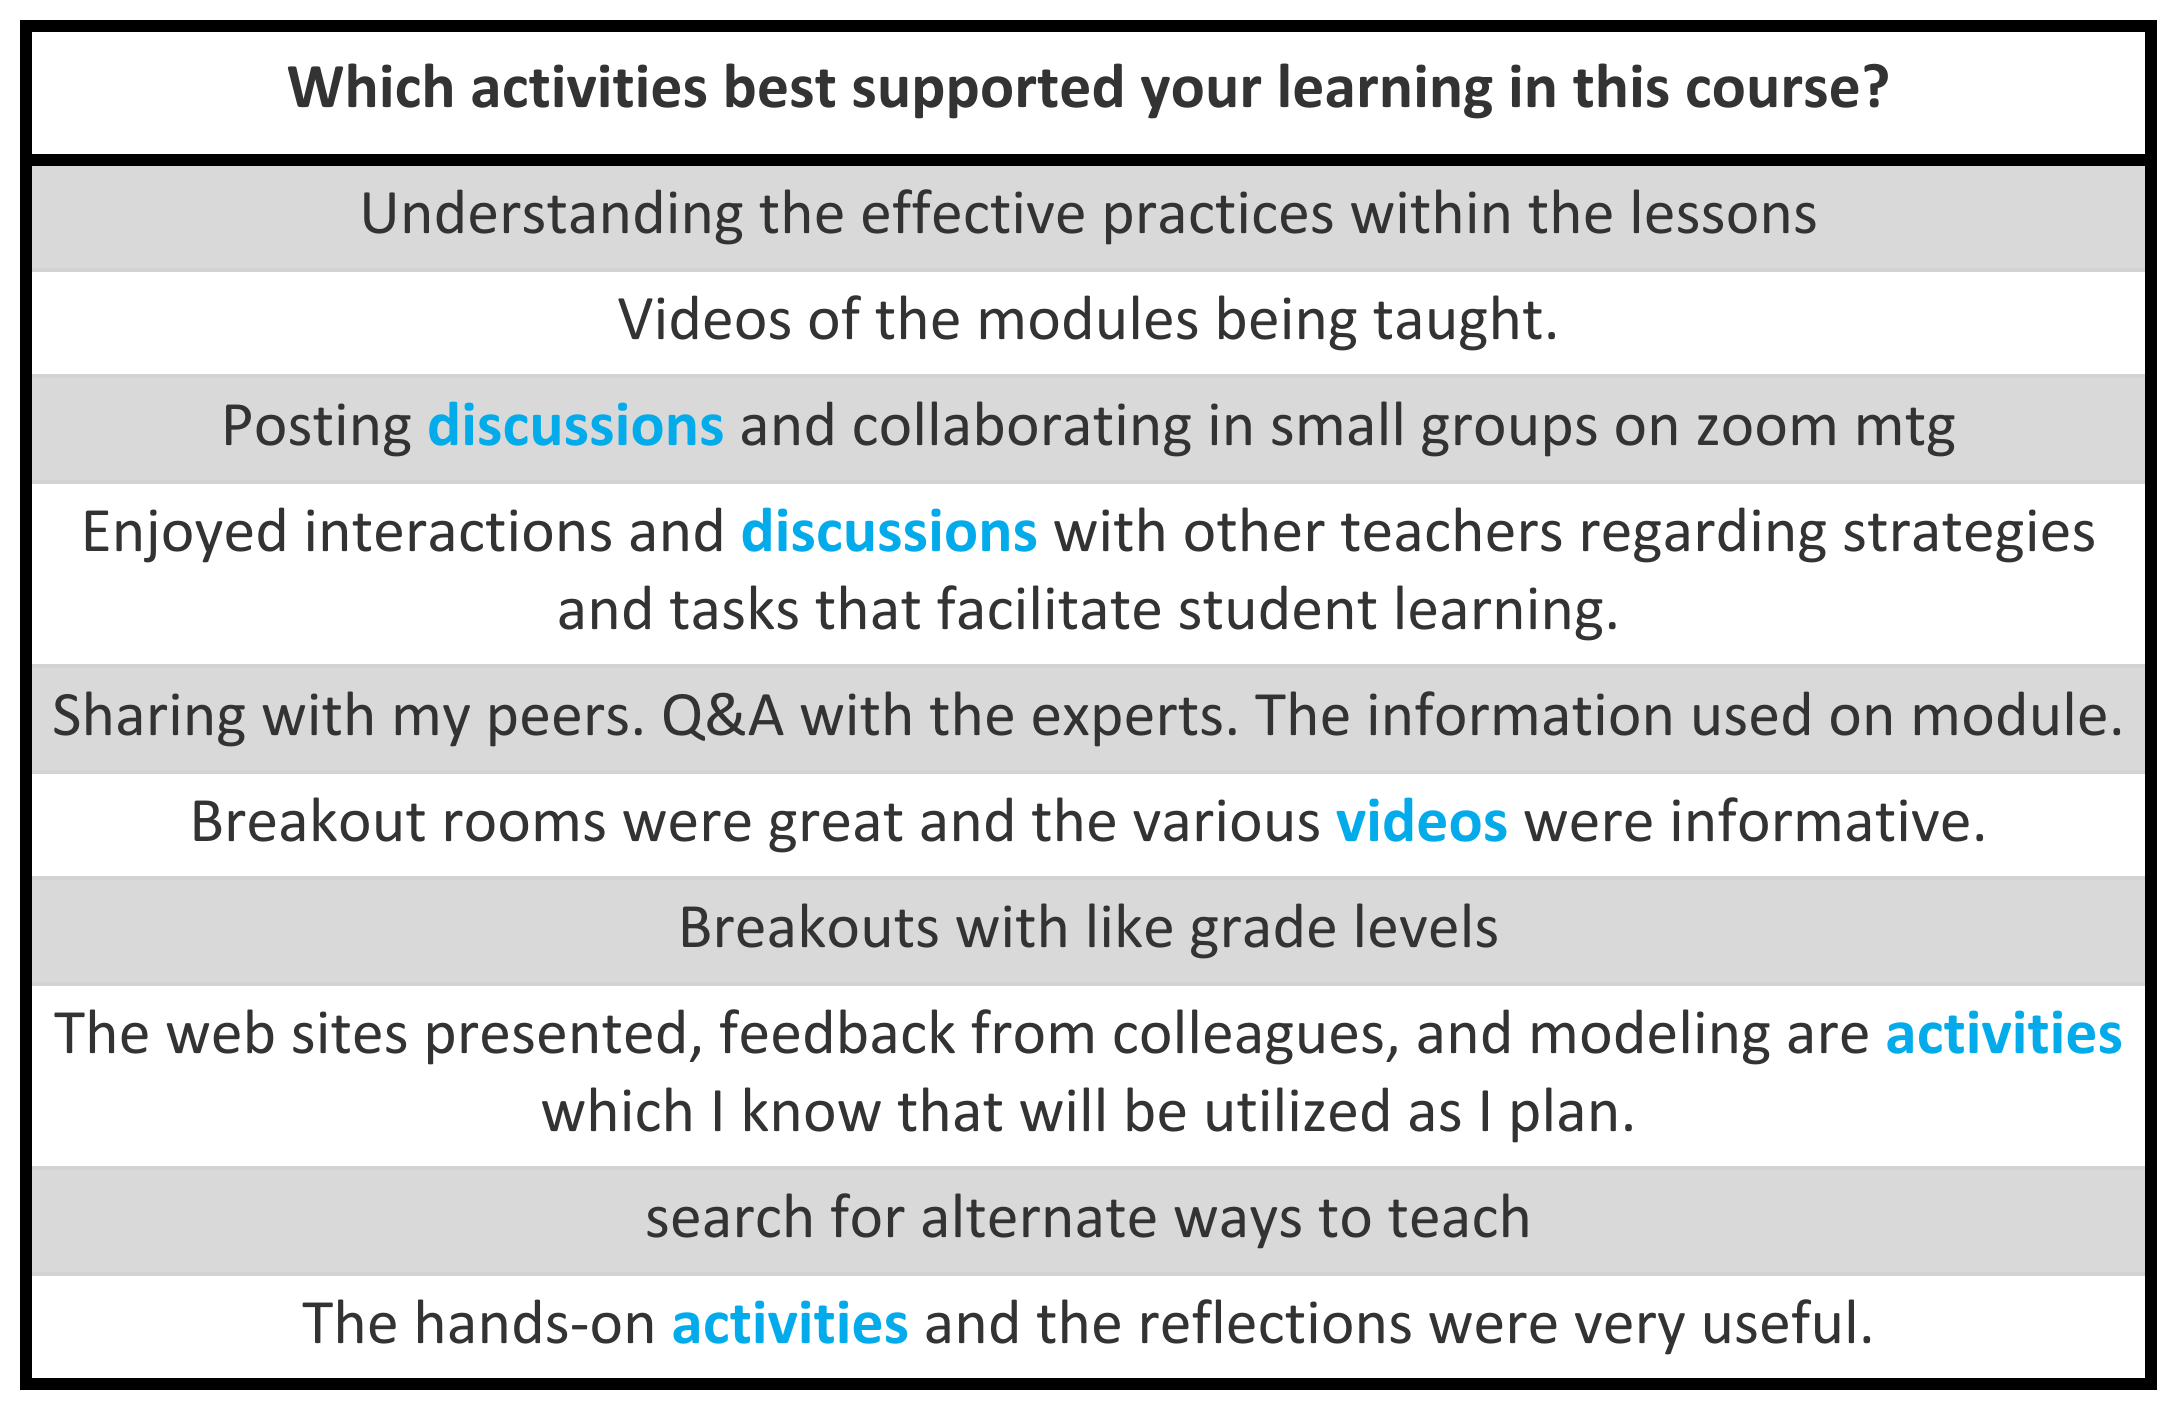 Which activities best supported your learning in this course?
Understanding the effective practices within the lessons
Videos of the modules being taught.
Posting discussions and collaborating in small groups on zoom mtg
Enjoyed interactions and discussions with other teachers regarding strategies
and tasks that facilitate student learning.
Sharing with my peers. Q&A with the experts. The information used on module.
Breakout rooms were great and the various videos were informative.
Breakouts with like grade levels
The web sites presented, feedback from colleagues, and modeling are activities
which I know that will be utilized as I plan.
search for alternate ways to teach
The hands-on activities and the reflections were very useful.